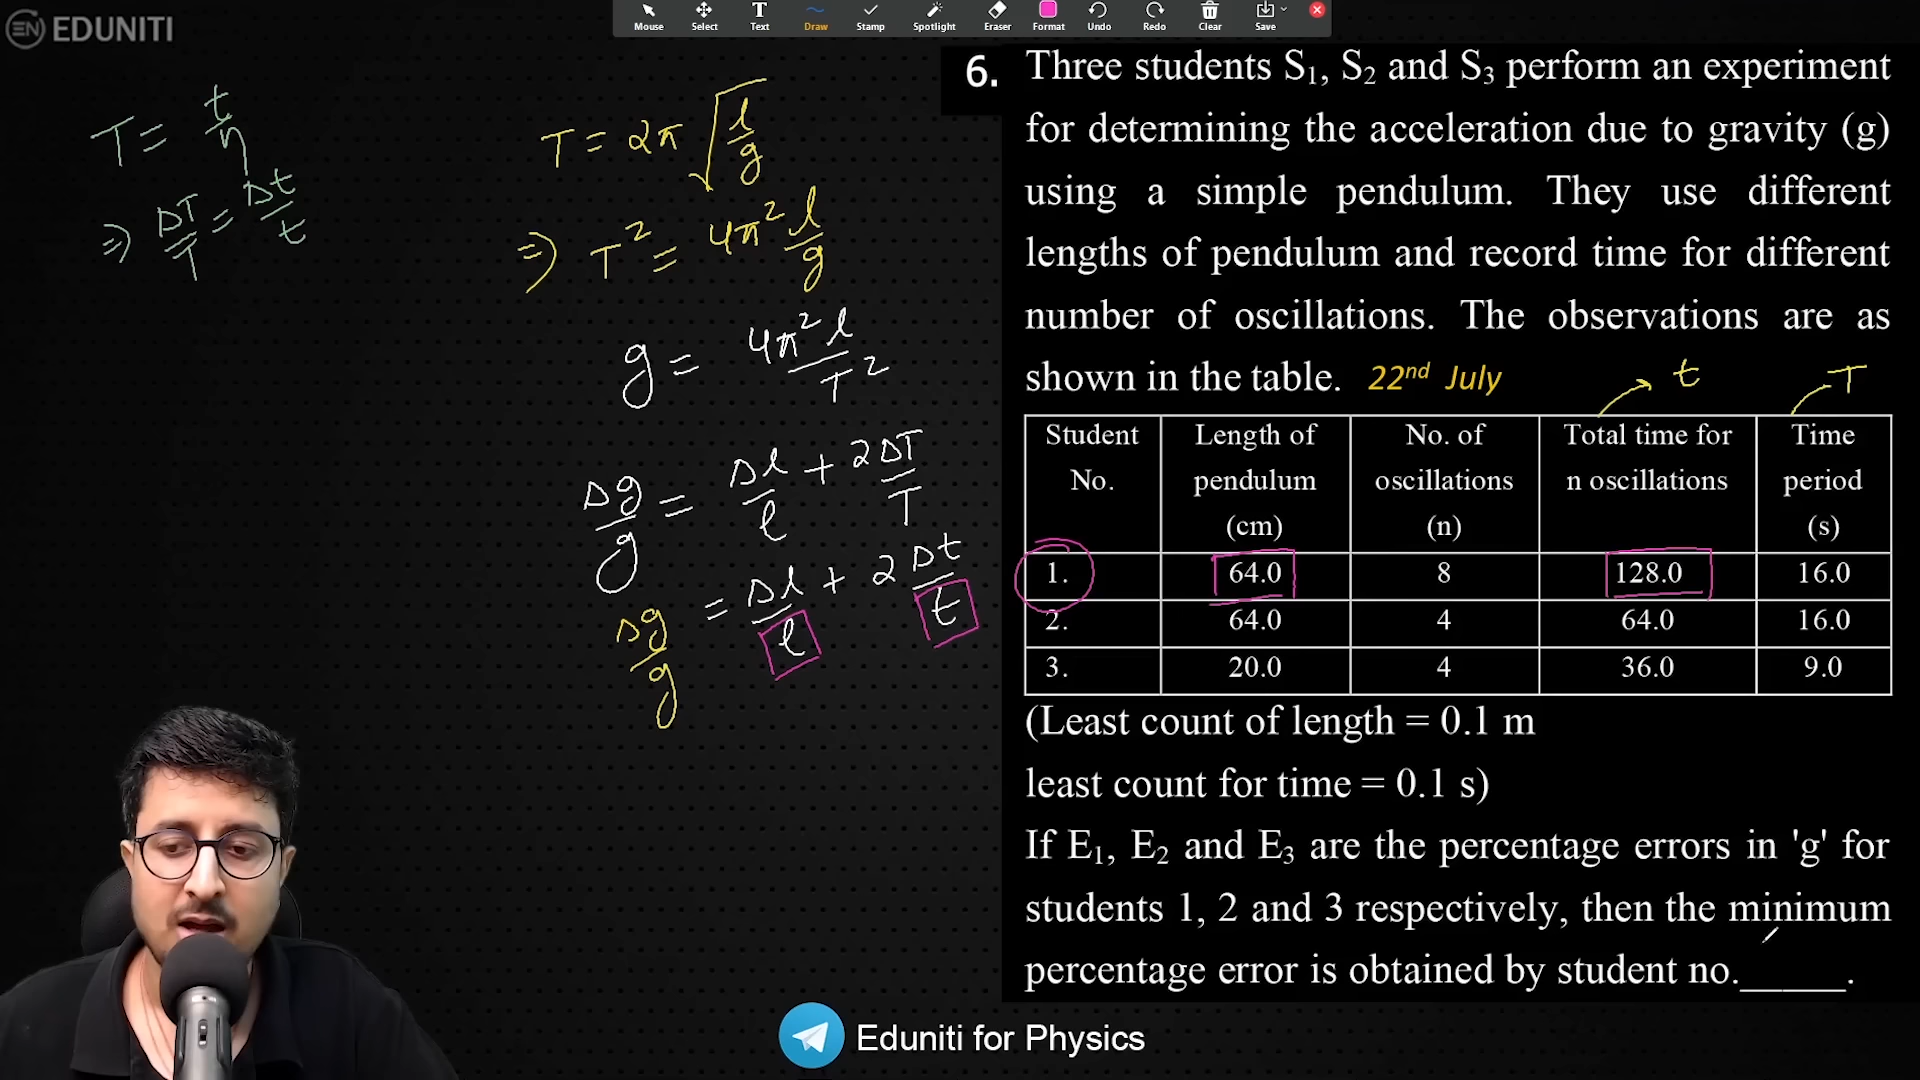 EN EDUNITI
Mouse Select Text Draw Stamp Spotlight Eraser Format Undo Redo Clear Save
T = t/n
⇒ ΔT/T = Δt/t
T = 2π √(l/g)
⇒ T² = 4π² l/g
g = 4π² l/T²
Δg/g = Δl/l + 2ΔT/T
Δg/g = Δl/l + 2 Δt/t
6. Three students S₁, S₂ and S₃ perform an experiment
for determining the acceleration due to gravity (g)
using a simple pendulum. They use different
lengths of pendulum and record time for different
number of oscillations. The observations are as
shown in the table. 22nd July
t T
Student No. Length of pendulum (cm) No. of oscillations (n) Total time for n oscillations Time period (s)
1. 64.0 8 128.0 16.0
2. 64.0 4 64.0 16.0
3. 20.0 4 36.0 9.0
(Least count of length = 0.1 m
least count for time = 0.1 s)
If E₁, E₂ and E₃ are the percentage errors in 'g' for
students 1, 2 and 3 respectively, then the minimum
percentage error is obtained by student no.______.
Eduniti for Physics